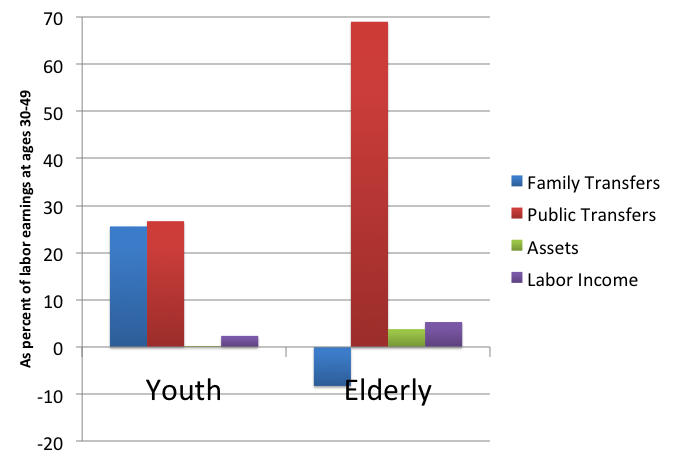 As percent of labor earnings at ages 30-49
70
60
50
40
30
20
10
0
-10
-20
Youth
Elderly
Family Transfers
Public Transfers
Assets
Labor Income